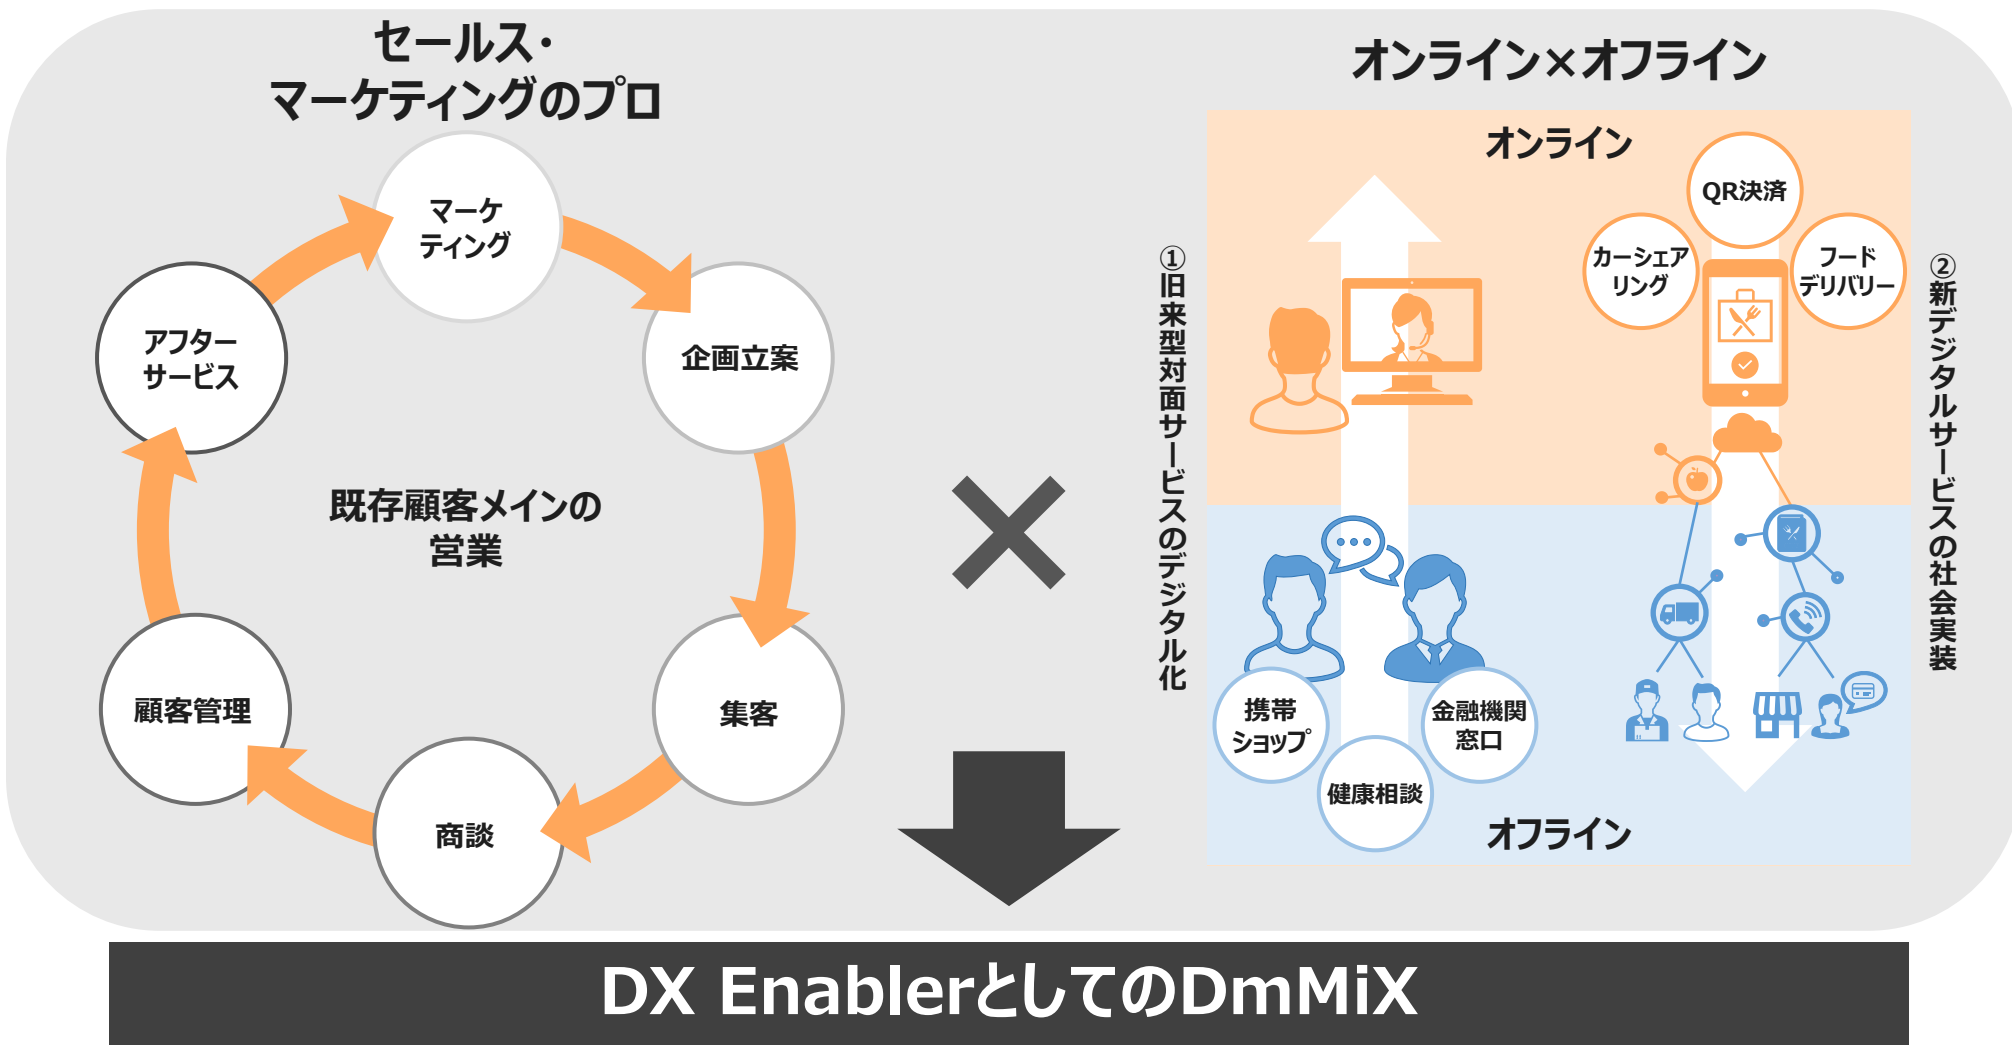 セールス・
マーケティングのプロ
マーケ
ティング
企画立案
集客
商談
顧客管理
アフター
サービス
既存顧客メインの
営業
オンライン×オフライン
オンライン
①旧来型対面サービスのデジタル化
QR決済
カーシェア
リング
フード
デリバリー
②新デジタルサービスの社会実装
携帯
ショップ
健康相談
金融機関
窓口
オフライン
DX EnablerとしてのDmMiX